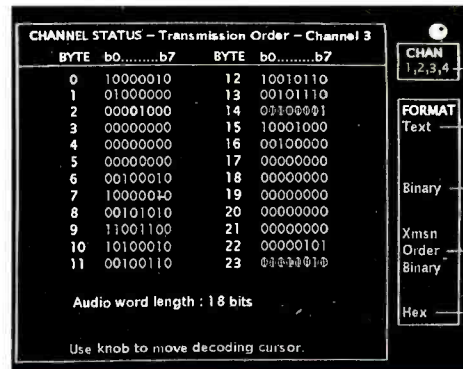 CHANNEL STATUS – Transmission Order – Channel 3
BYTE b0.........b7 BYTE b0.........b7
0 10000010 12 10010110
1 01000000 13 00101110
2 00001000 14
3 00000000 15 10001000
4 00000000 16 00100000
5 00000000 17 00000000
6 00100010 18 00000000
7 10000010 19 00000000
8 00101010 20 00000000
9 11001100 21 00000000
10 10100010 22 00000101
11 00100110 23
Audio word length : 18 bits
Use knob to move decoding cursor.
CHAN
1,2,3,4
FORMAT
Text
Binary
Xmsn
Order
Binary
Hex